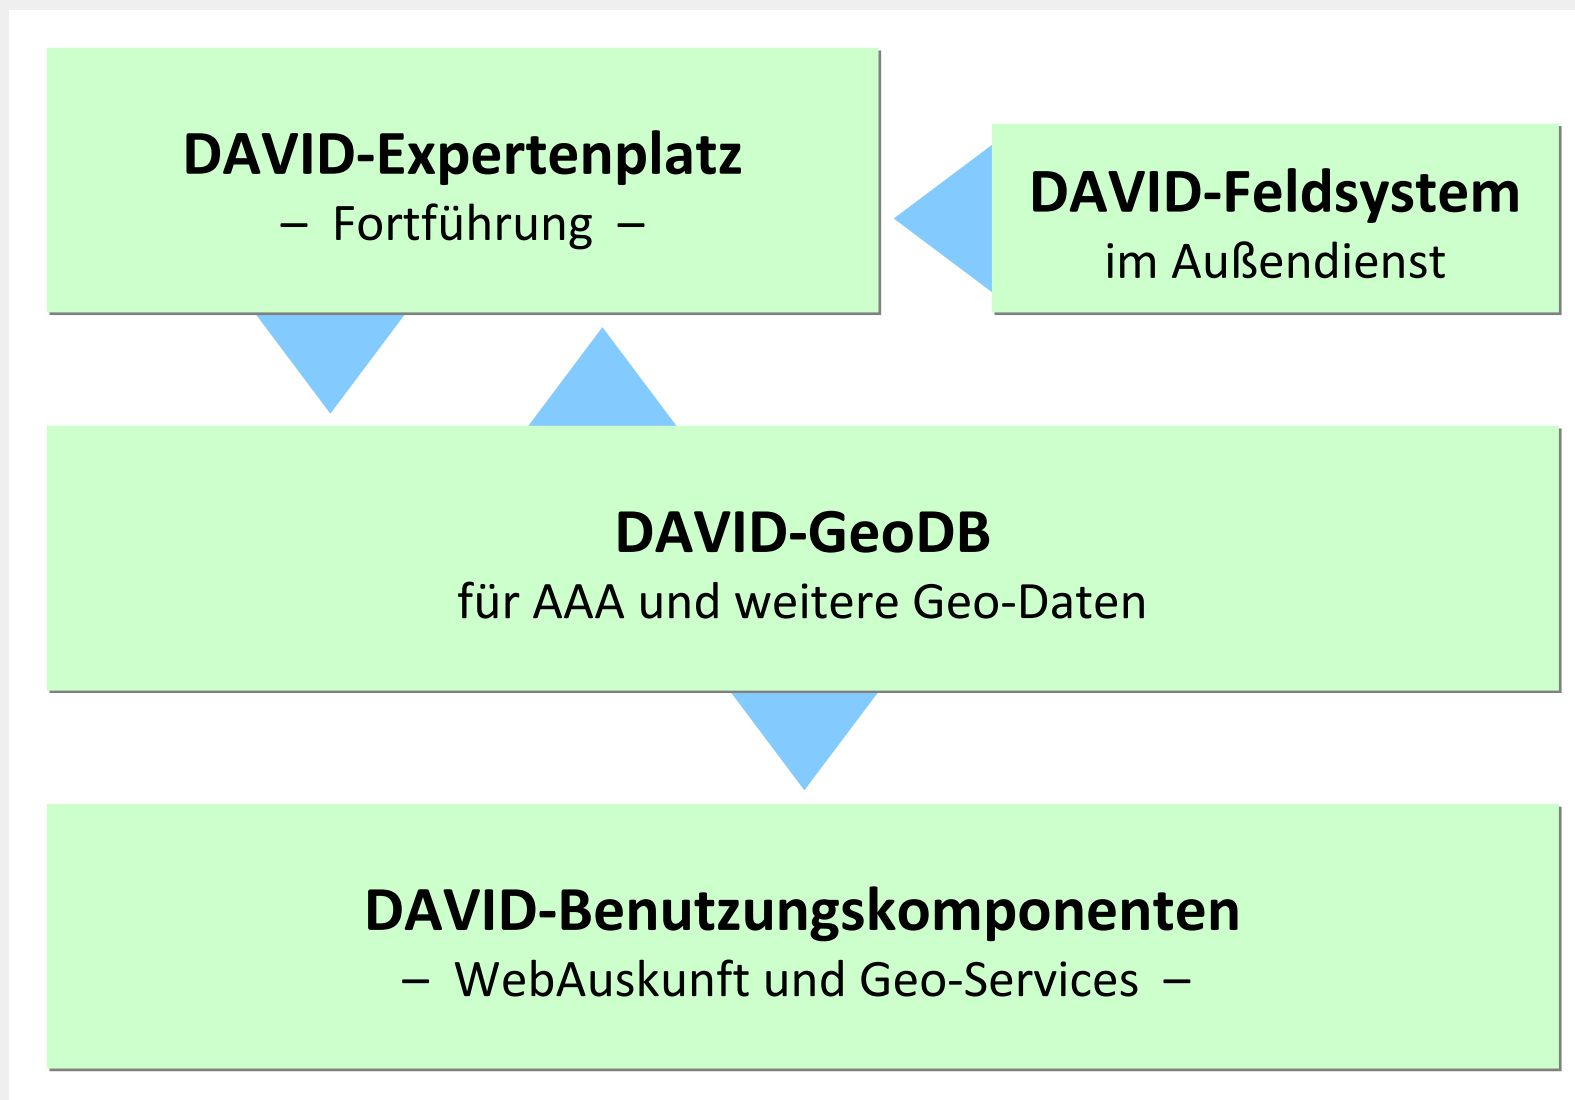 DAVID-Expertenplatz
– Fortführung –
DAVID-Feldsystem
im Außendienst
DAVID-GeoDB
für AAA und weitere Geo-Daten
DAVID-Benutzungskomponenten
– WebAuskunft und Geo-Services –